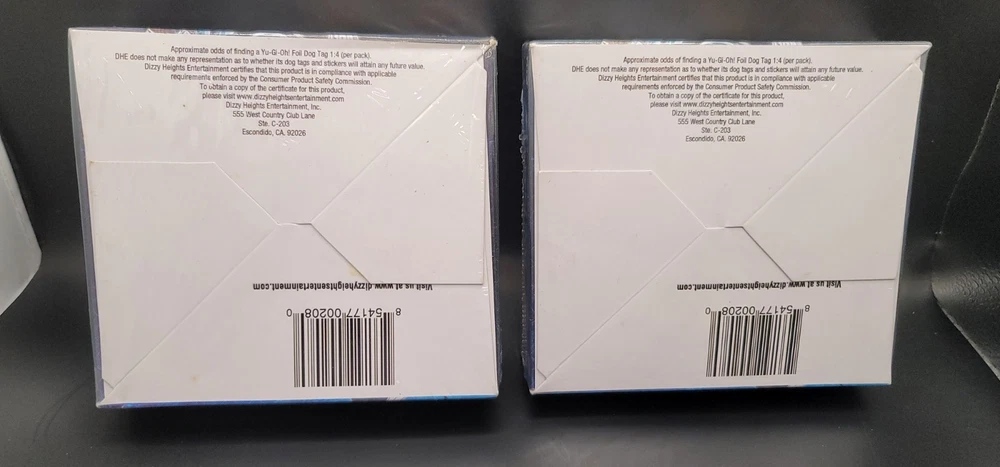 Approximate odds of finding a Yu-Gi-Oh! Foil Dog Tag 1:4 (per pack).
DHE does not make any representation as to whether its dog tags and stickers will attain any future value.
Dizzy Heights Entertainment certifies that this product is in compliance with applicable
requirements enforced by the Consumer Product Safety Commission.
To obtain a copy of the certificate for this product,
please visit www.dizzyheightsentertainment.com
Dizzy Heights Entertainment, Inc.
555 West Country Club Lane
Ste. C-203
Escondido, CA. 92026
Visit us at www.dizzyheightsentertainment.com
8 54177 00208 0
Approximate odds of finding a Yu-Gi-Oh! Foil Dog Tag 1:4 (per pack).
DHE does not make any representation as to whether its dog tags and stickers will attain any future value.
Dizzy Heights Entertainment certifies that this product is in compliance with applicable
requirements enforced by the Consumer Product Safety Commission.
To obtain a copy of the certificate for this product,
please visit www.dizzyheightsentertainment.com
Dizzy Heights Entertainment, Inc.
555 West Country Club Lane
Ste. C-203
Escondido, CA. 92026
Visit us at www.dizzyheightsentertainment.com
8 54177 00208 0